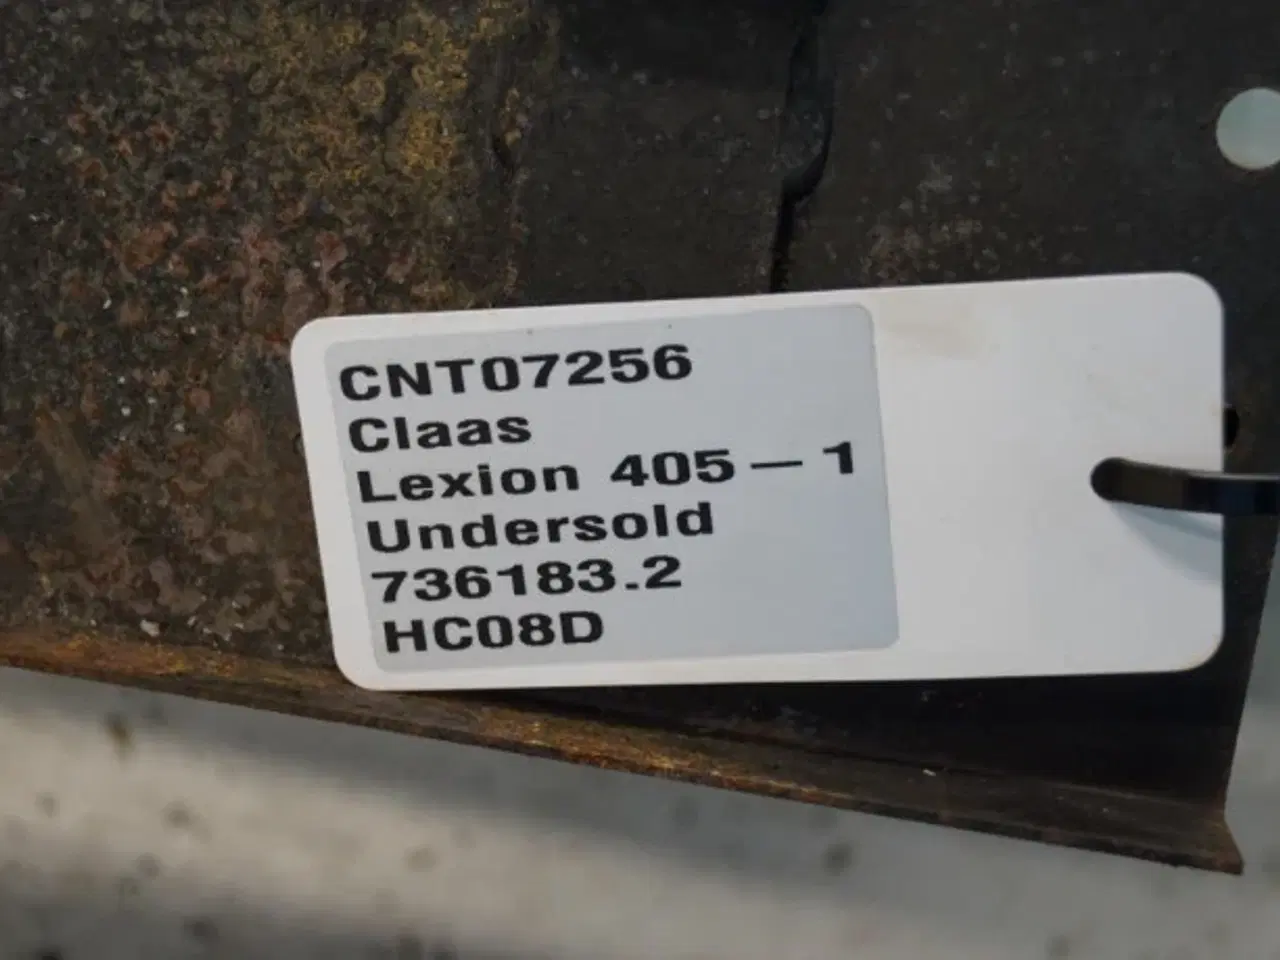 CNT07256
Claas
Lexion 405 – 1
Undersold
736183.2
HC08D